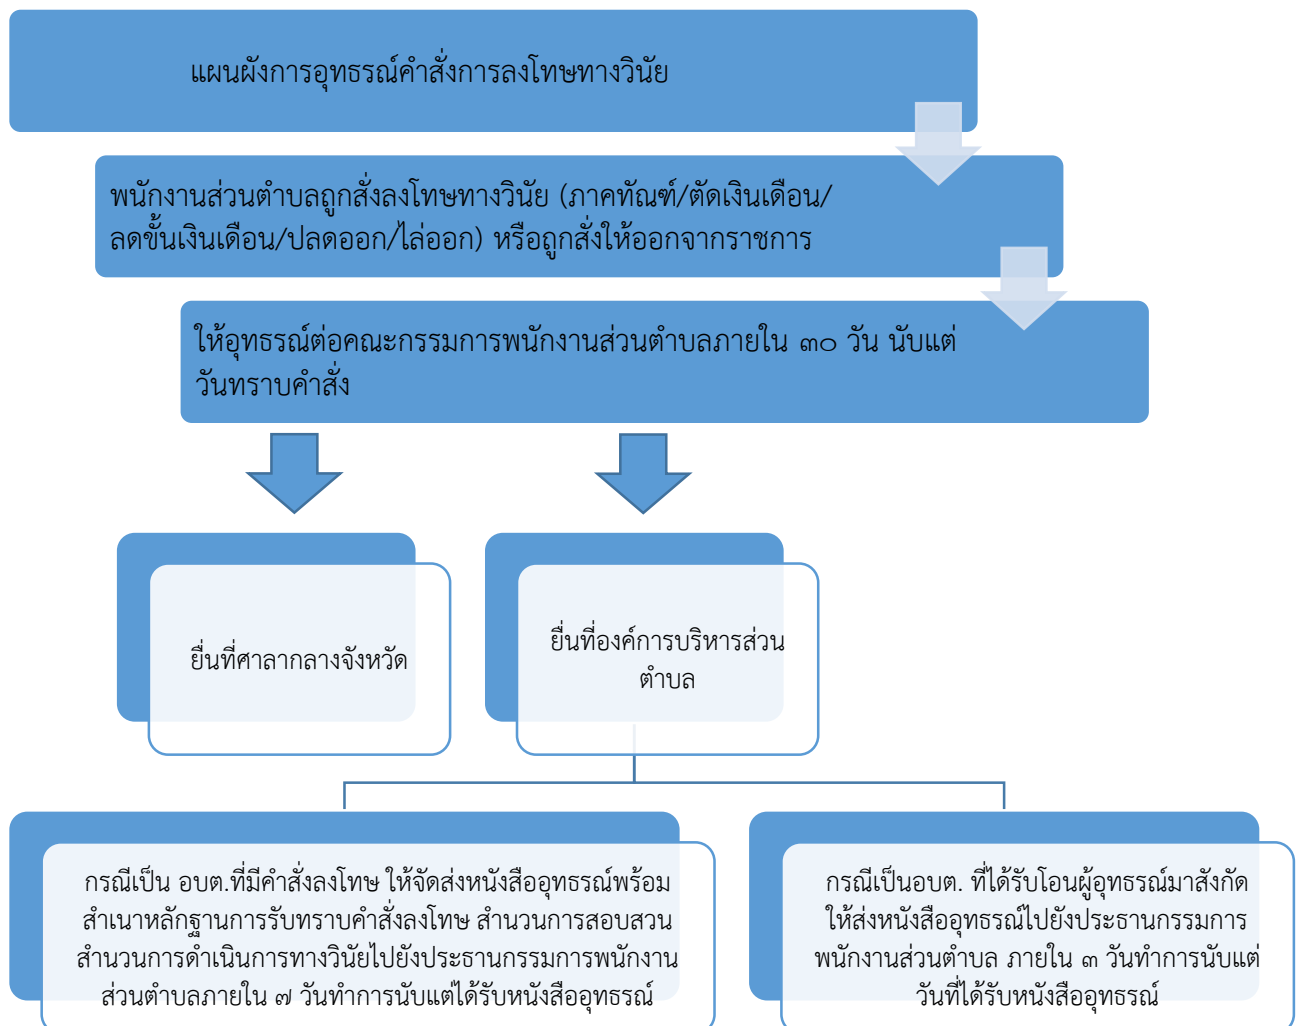 แผนผังการอุทธรณ์คำสั่งการลงโทษทางวินัย
พนักงานส่วนตำบลถูกสั่งลงโทษทางวินัย (ภาคทัณฑ์/ตัดเงินเดือน/
ลดขั้นเงินเดือน/ปลดออก/ไล่ออก) หรือถูกสั่งให้ออกจากราชการ
ให้อุทธรณ์ต่อคณะกรรมการพนักงานส่วนตำบลภายใน ๓๐ วัน นับแต่
วันทราบคำสั่ง
ยื่นที่ศาลากลางจังหวัด
ยื่นที่องค์การบริหารส่วน
ตำบล
กรณีเป็น อบต.ที่มีคำสั่งลงโทษ ให้จัดส่งหนังสืออุทธรณ์พร้อม
สำเนาหลักฐานการรับทราบคำสั่งลงโทษ สำนวนการสอบสวน
สำนวนการดำเนินการทางวินัยไปยังประธานกรรมการพนักงาน
ส่วนตำบลภายใน ๗ วันทำการนับแต่ได้รับหนังสืออุทธรณ์
กรณีเป็นอบต. ที่ได้รับโอนผู้อุทธรณ์มาสังกัด
ให้ส่งหนังสืออุทธรณ์ไปยังประธานกรรมการ
พนักงานส่วนตำบล ภายใน ๓ วันทำการนับแต่
วันที่ได้รับหนังสืออุทธรณ์